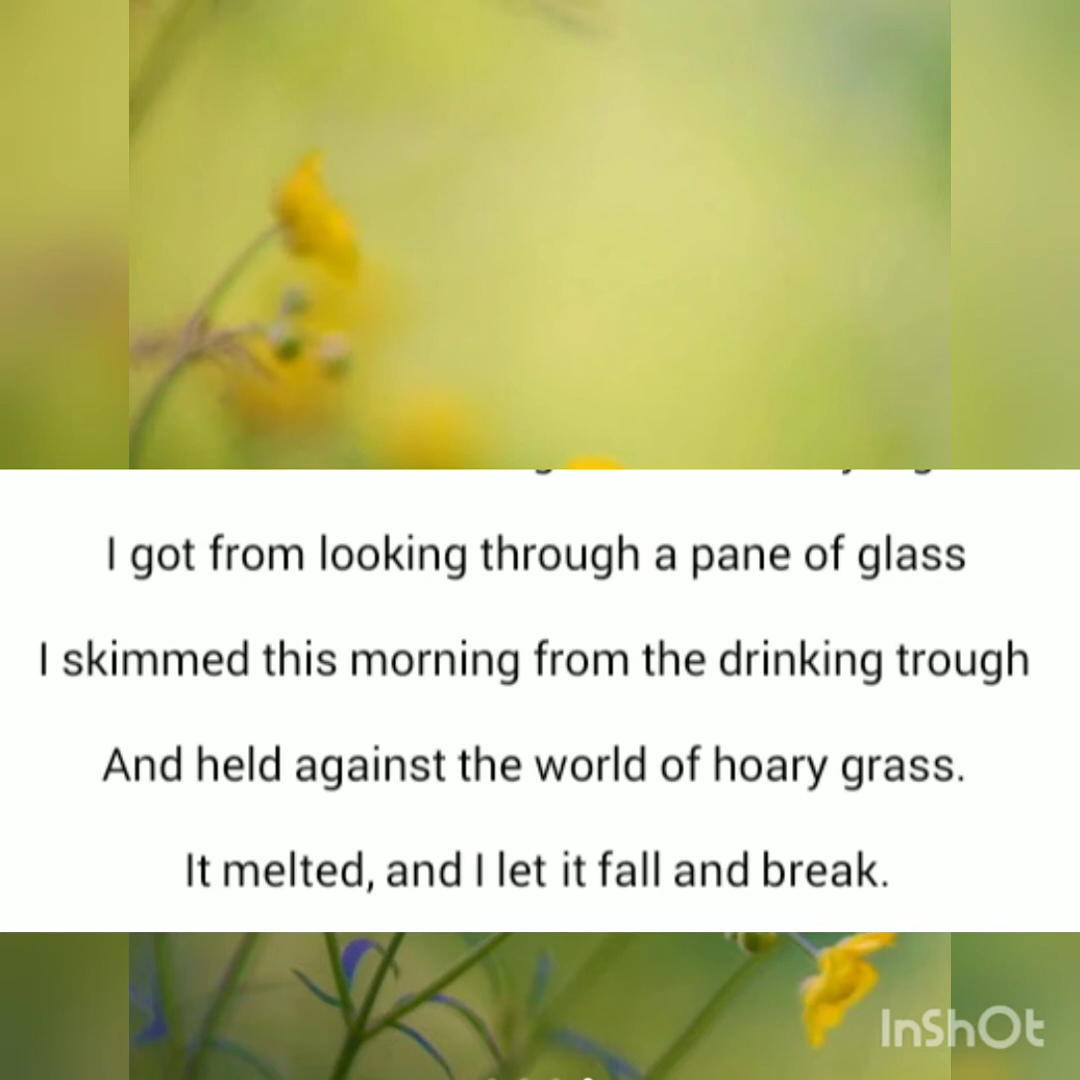 I got from looking through a pane of glass
I skimmed this morning from the drinking trough
And held against the world of hoary grass.
It melted, and I let it fall and break.
InShOt